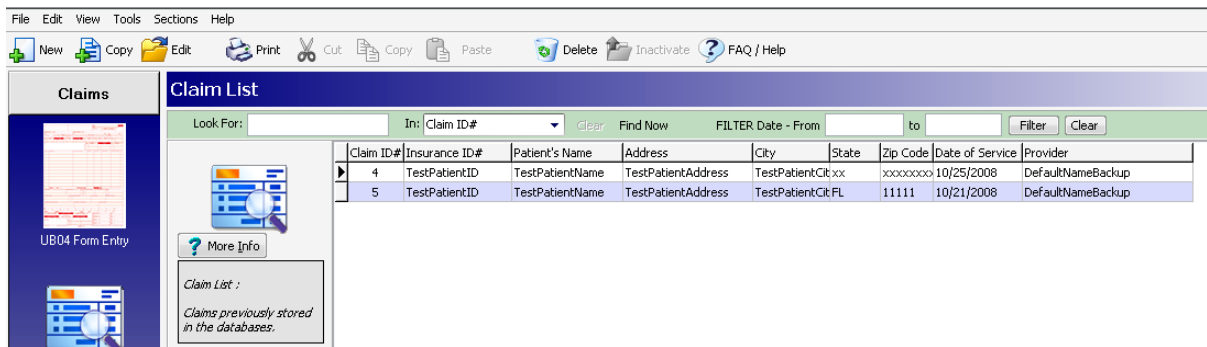 File Edit View Tools Sections Help
New Copy Edit Print Cut Copy Paste Delete Inactivate FAQ / Help
Claims
Claim List
Look For: In: Claim ID# Clear Find Now FILTER Date - From to Filter Clear
Claim ID# Insurance ID# Patient's Name Address City State Zip Code Date of Service Provider
4 TestPatientID TestPatientName TestPatientAddress TestPatientCit xx xxxxxxxx 10/25/2008 DefaultNameBackup
5 TestPatientID TestPatientName TestPatientAddress TestPatientCit FL 11111 10/21/2008 DefaultNameBackup
UB04 Form Entry
? More Info
Claim List :
Claims previously stored
in the databases.